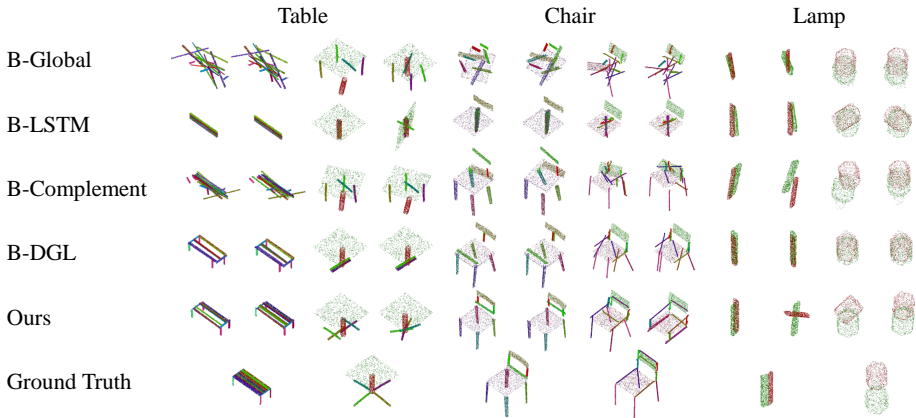 Table Chair Lamp
B-Global
B-LSTM
B-Complement
B-DGL
Ours
Ground Truth